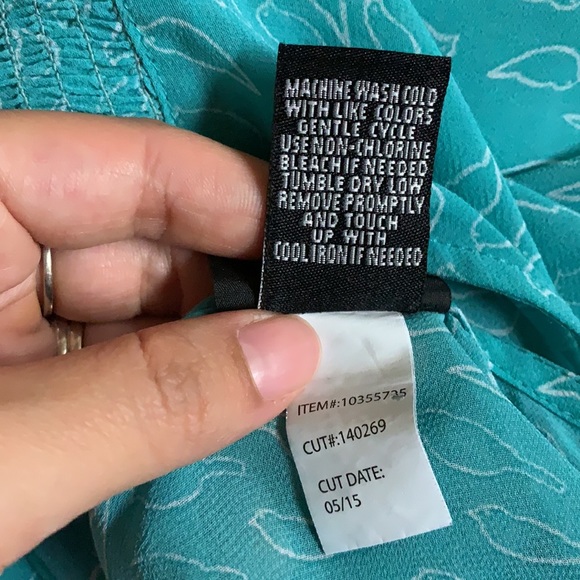 MACHINE WASH COLD
WITH LIKE COLORS
GENTLE CYCLE
USE NON-CHLORINE
BLEACH IF NEEDED
TUMBLE DRY LOW
REMOVE PROMPTLY
AND TOUCH
UP WITH
COOL IRON IF NEEDED
ITEM#:10355725
CUT#:140269
CUT DATE:
05/15